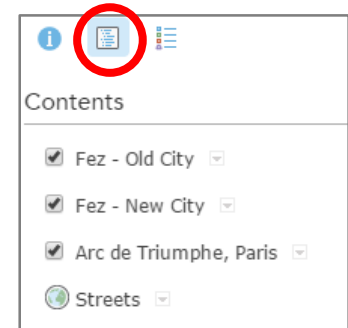 Contents
Fez - Old City
Fez - New City
Arc de Triumphe, Paris
Streets